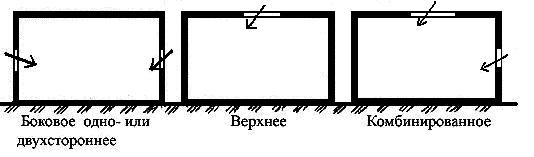 Боковое одно- или
двухстороннее
Верхнее
Комбинированное